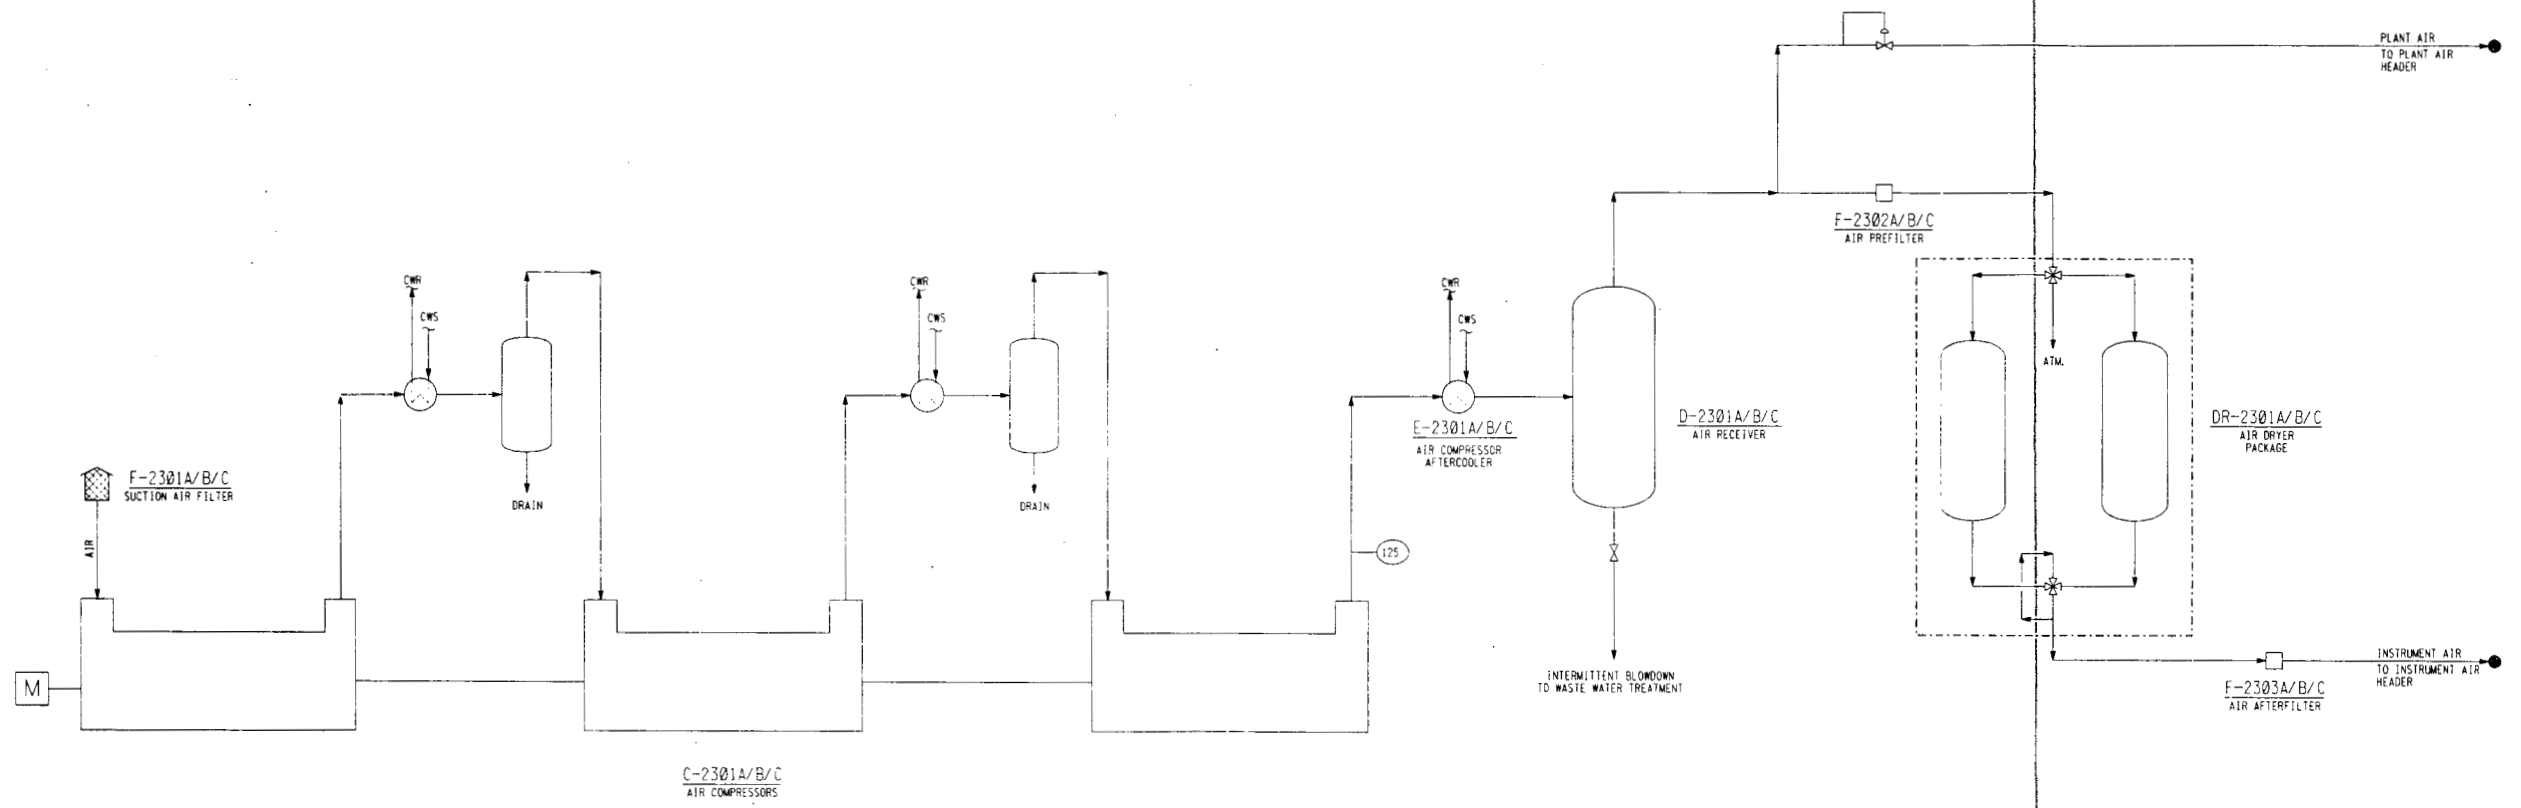 PLANT AIR
TO PLANT AIR
HEADER
F-2302A/B/C
AIR PREFILTER
CWR
CWS
CWR
CWS
CWR
CWS
ATM.
E-2301A/B/C
AIR COMPRESSOR
AFTERCOOLER
D-2301A/B/C
AIR RECEIVER
DR-2301A/B/C
AIR DRYER
PACKAGE
F-2301A/B/C
SUCTION AIR FILTER
DRAIN
DRAIN
AIR
125
M
INTERMITTENT BLOWDOWN
TO WASTE WATER TREATMENT
INSTRUMENT AIR
TO INSTRUMENT AIR
HEADER
F-2303A/B/C
AIR AFTERFILTER
C-2301A/B/C
AIR COMPRESSORS